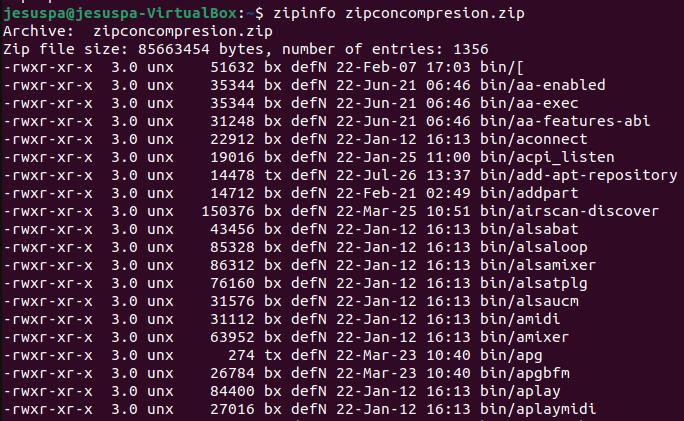 jesuspa@jesuspa-VirtualBox:~$ zipinfo zipconcompresion.zip
Archive:  zipconcompresion.zip
Zip file size: 85663454 bytes, number of entries: 1356
-rwxr-xr-x  3.0 unx    51632 bx defN 22-Feb-07 17:03 bin/[
-rwxr-xr-x  3.0 unx    35344 bx defN 22-Jun-21 06:46 bin/aa-enabled
-rwxr-xr-x  3.0 unx    35344 bx defN 22-Jun-21 06:46 bin/aa-exec
-rwxr-xr-x  3.0 unx    31248 bx defN 22-Jun-21 06:46 bin/aa-features-abi
-rwxr-xr-x  3.0 unx    22912 bx defN 22-Jan-12 16:13 bin/aconnect
-rwxr-xr-x  3.0 unx    19016 bx defN 22-Jan-25 11:00 bin/acpi_listen
-rwxr-xr-x  3.0 unx    14478 tx defN 22-Jul-26 13:37 bin/add-apt-repository
-rwxr-xr-x  3.0 unx    14712 bx defN 22-Feb-21 02:49 bin/addpart
-rwxr-xr-x  3.0 unx   150376 bx defN 22-Mar-25 10:51 bin/airscan-discover
-rwxr-xr-x  3.0 unx    43456 bx defN 22-Jan-12 16:13 bin/alsabat
-rwxr-xr-x  3.0 unx    85328 bx defN 22-Jan-12 16:13 bin/alsaloop
-rwxr-xr-x  3.0 unx    86312 bx defN 22-Jan-12 16:13 bin/alsamixer
-rwxr-xr-x  3.0 unx    76160 bx defN 22-Jan-12 16:13 bin/alsatplg
-rwxr-xr-x  3.0 unx    31576 bx defN 22-Jan-12 16:13 bin/alsaucm
-rwxr-xr-x  3.0 unx    31112 bx defN 22-Jan-12 16:13 bin/amidi
-rwxr-xr-x  3.0 unx    63952 bx defN 22-Jan-12 16:13 bin/amixer
-rwxr-xr-x  3.0 unx      274 tx defN 22-Mar-23 10:40 bin/apg
-rwxr-xr-x  3.0 unx    26784 bx defN 22-Mar-23 10:40 bin/apgbfm
-rwxr-xr-x  3.0 unx    84400 bx defN 22-Jan-12 16:13 bin/aplay
-rwxr-xr-x  3.0 unx    27016 bx defN 22-Jan-12 16:13 bin/aplaymidi